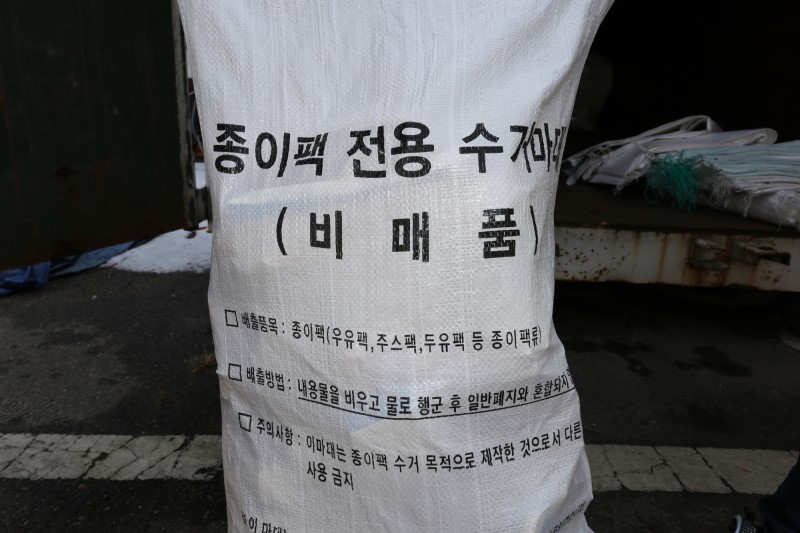 종이팩 전용 수거마대
( 비 매 품 )
□ 배출품목 : 종이팩(우유팩,주스팩,두유팩 등 종이팩류)
□ 배출방법 : 내용물을 비우고 물로 헹군 후 일반폐지와 혼합되지
□ 주의사항 : 이마대는 종이팩 수거 목적으로 제작한 것으로서 다른
사용 금지
이 마대